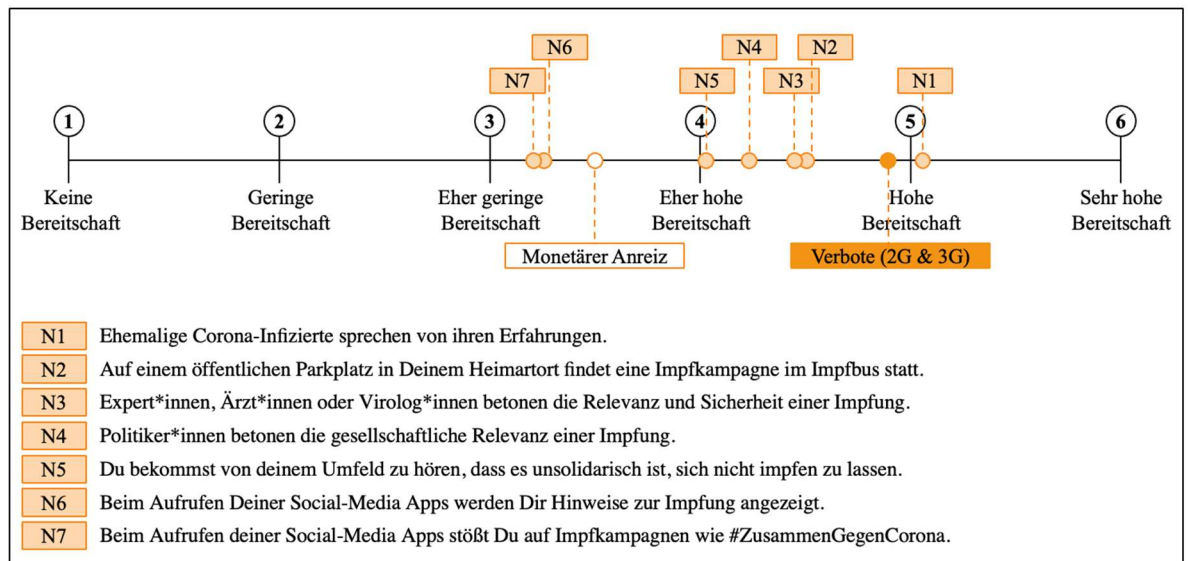 N6
N4
N2
N7
N5
N3
N1
1
2
3
4
5
6
Keine
Bereitschaft
Geringe
Bereitschaft
Eher geringe
Bereitschaft
Eher hohe
Bereitschaft
Hohe
Bereitschaft
Sehr hohe
Bereitschaft
Monetärer Anreiz
Verbote (2G & 3G)
N1 Ehemalige Corona-Infizierte sprechen von ihren Erfahrungen.
N2 Auf einem öffentlichen Parkplatz in Deinem Heimartort findet eine Impfkampagne im Impfbus statt.
N3 Expert*innen, Ärzt*innen oder Virolog*innen betonen die Relevanz und Sicherheit einer Impfung.
N4 Politiker*innen betonen die gesellschaftliche Relevanz einer Impfung.
N5 Du bekommst von deinem Umfeld zu hören, dass es unsolidarisch ist, sich nicht impfen zu lassen.
N6 Beim Aufrufen Deiner Social-Media Apps werden Dir Hinweise zur Impfung angezeigt.
N7 Beim Aufrufen deiner Social-Media Apps stößt Du auf Impfkampagnen wie #ZusammenGegenCorona.